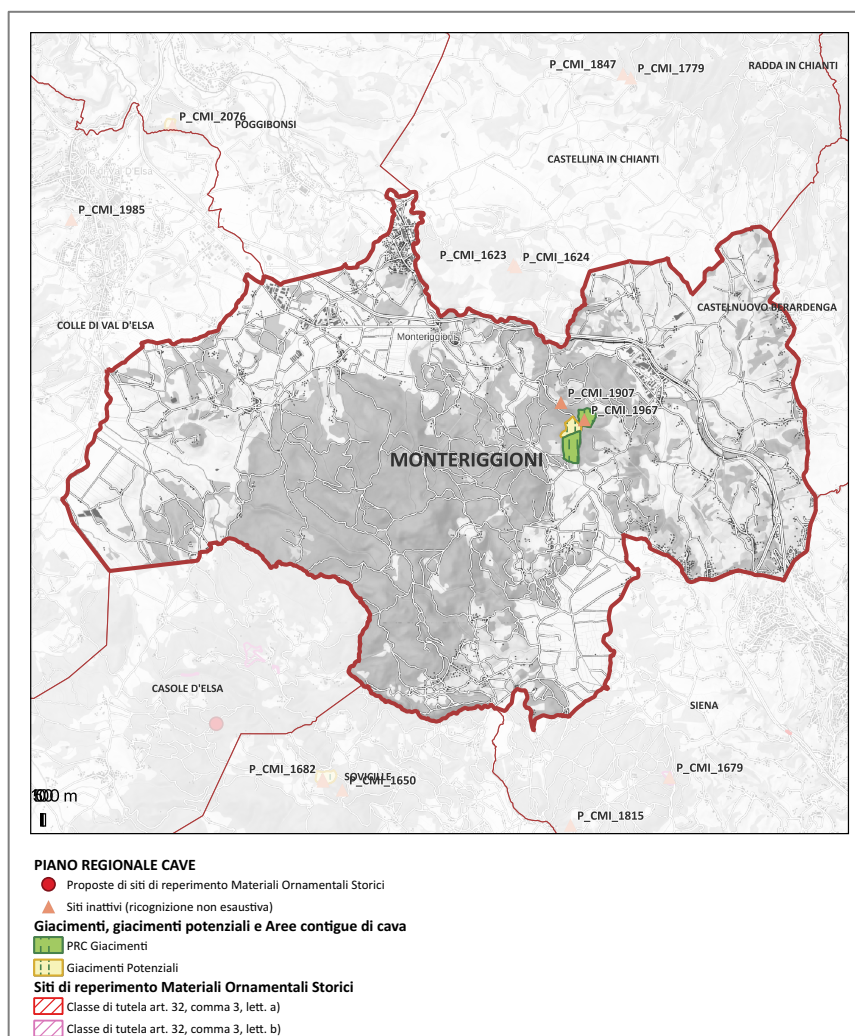 P_CMI_1847
P_CMI_1779
RADDA IN CHIANTI
P_CMI_2076
POGGIBONSI
CASTELLINA IN CHIANTI
P_CMI_1985
P_CMI_1623
P_CMI_1624
CASTELNUOVO BERARDENGA
COLLE DI VAL D'ELSA
Monteriggioni
P_CMI_1907
P_CMI_1967
MONTERIGGIONI
CASOLE D'ELSA
SIENA
P_CMI_1682
SOVICILLE
P_CMI_1650
P_CMI_1679
P_CMI_1815
PIANO REGIONALE CAVE
Proposte di siti di reperimento Materiali Ornamentali Storici
Siti inattivi (ricognizione non esaustiva)
Giacimenti, giacimenti potenziali e Aree contigue di cava
PRC Giacimenti
Giacimenti Potenziali
Siti di reperimento Materiali Ornamentali Storici
Classe di tutela art. 32, comma 3, lett. a)
Classe di tutela art. 32, comma 3, lett. b)